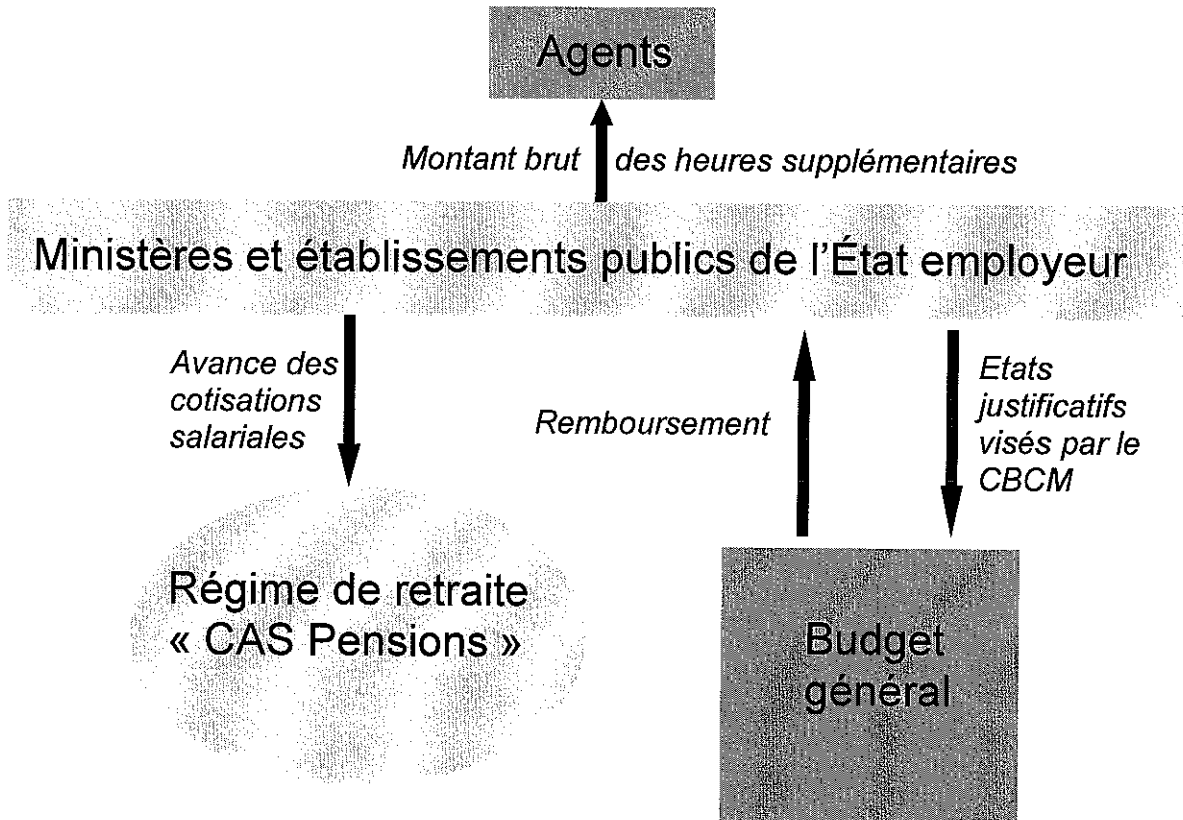 Agents
Montant brut des heures supplémentaires
Ministères et établissements publics de l'État employeur
Avance des
cotisations
salariales
Remboursement
Etats
justificatifs
visés par le
CBCM
Régime de retraite
« CAS Pensions »
Budget
général